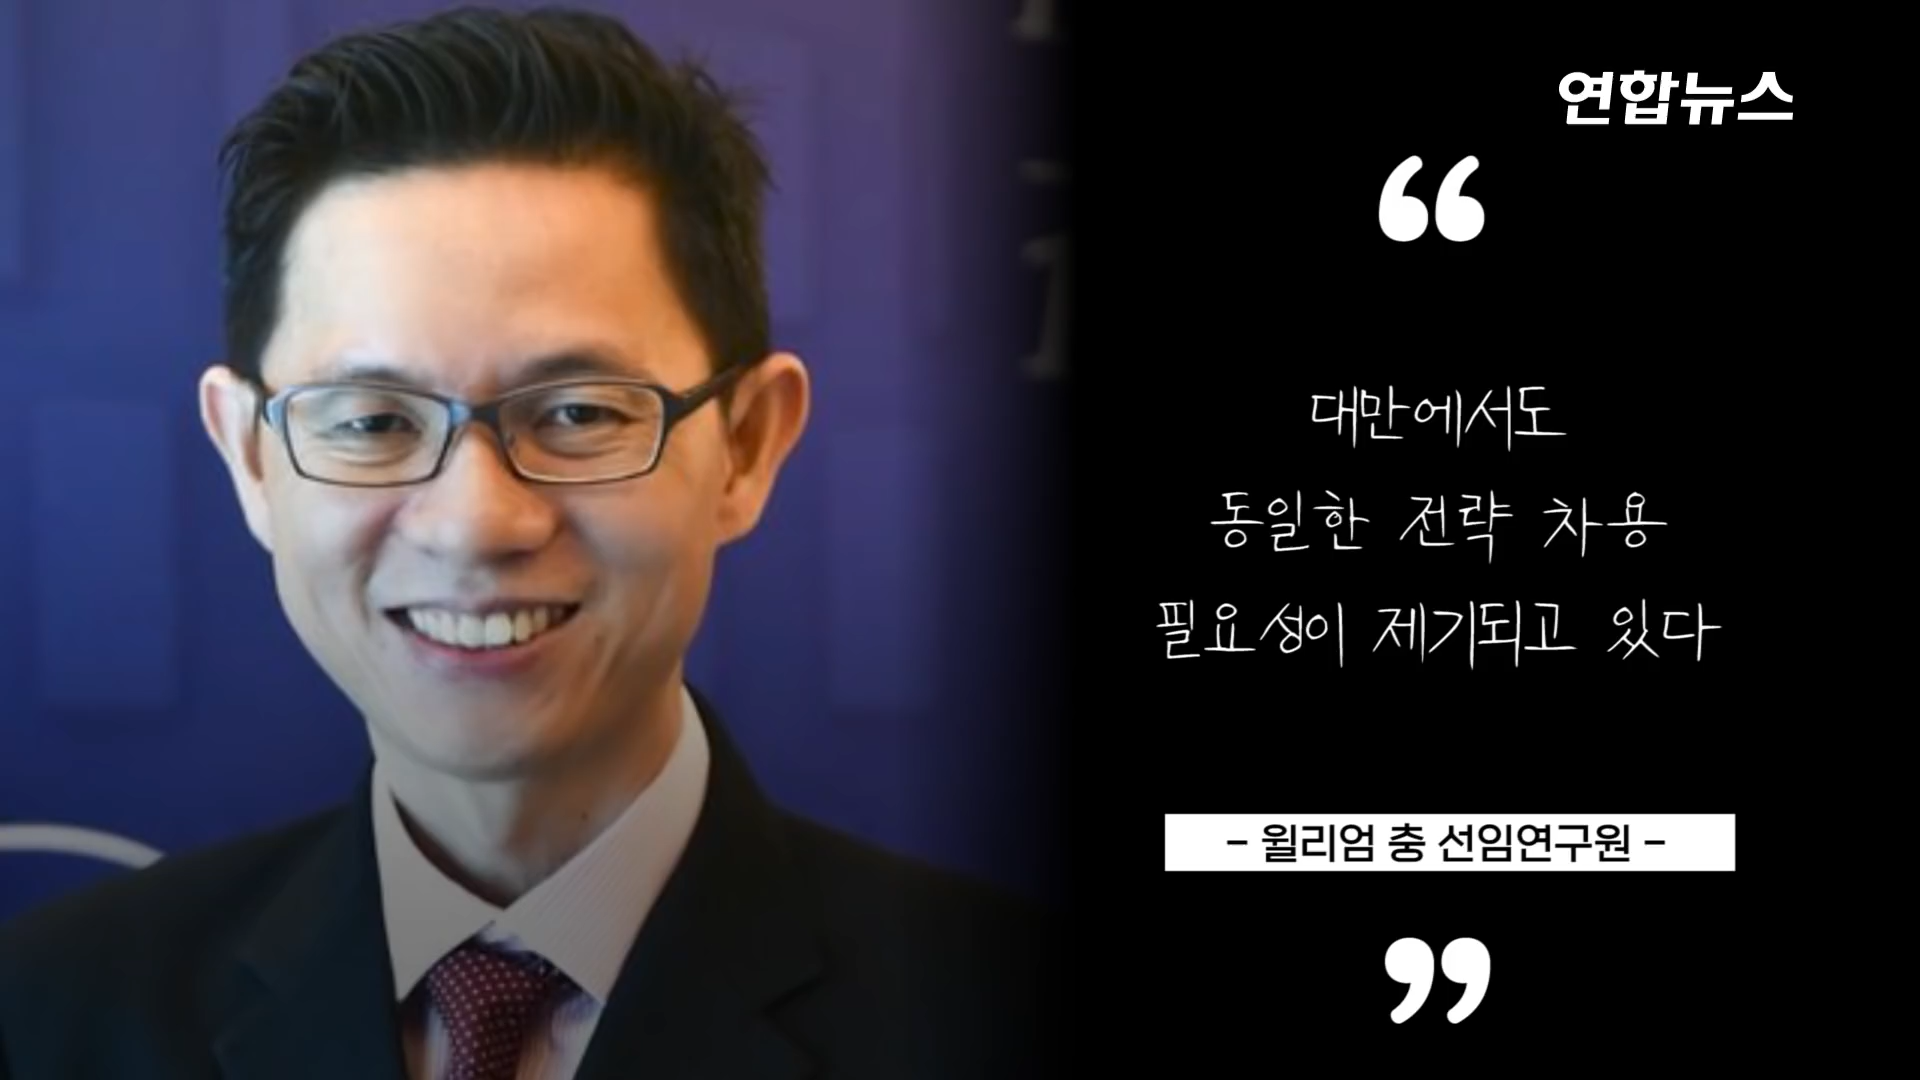 연합뉴스
대만에서도
동일한 전략 차용
필요성이 제기되고 있다
- 윌리엄 충 선임연구원 -